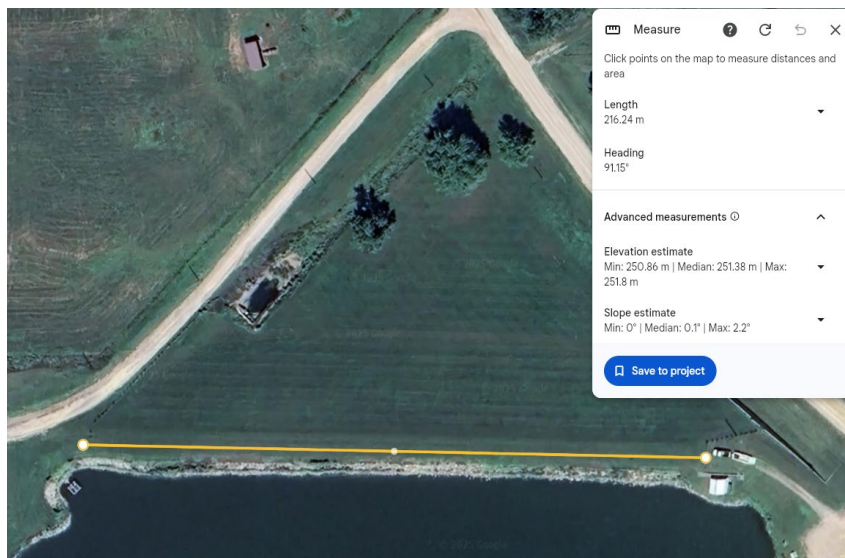 Measure
Click points on the map to measure distances and
area
Length
216.24 m
Heading
91.15°
Advanced measurements
Elevation estimate
Min: 250.86 m | Median: 251.38 m | Max:
251.8 m
Slope estimate
Min: 0° | Median: 0.1° | Max: 2.2°
Save to project
© 2025 Google